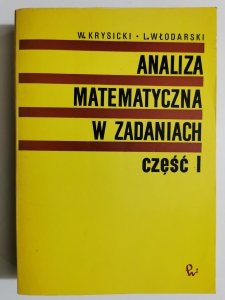 W. KRYSICKI - L. WŁODARSKI
ANALIZA
MATEMATYCZNA
W ZADANIACH
CZĘŚĆ I